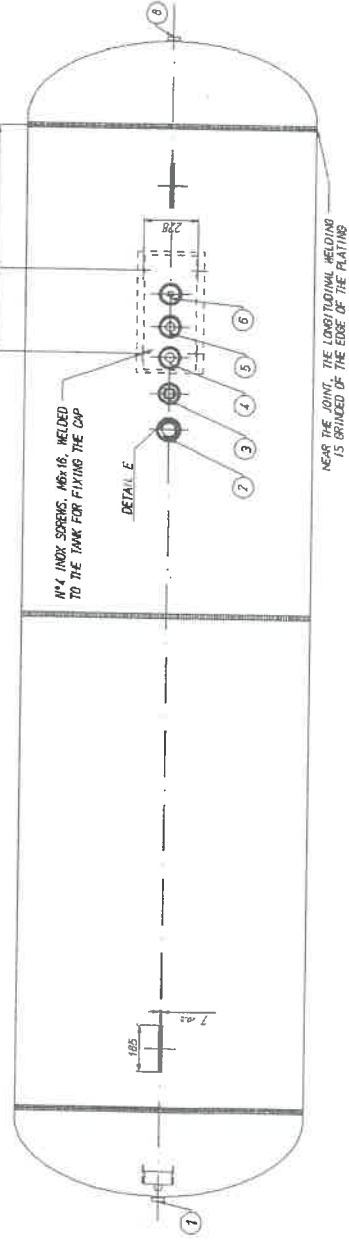 8
228
6
5
4
3
2
N°4 INOX SCREWS, M6x16, WELDED
TO THE TANK FOR FIXING THE CAP
DETAIL E
NEAR THE JOINT, THE LONGITUDINAL WELDING
IS GRINDED OF THE EDGE OF THE PLATING
185
7
1